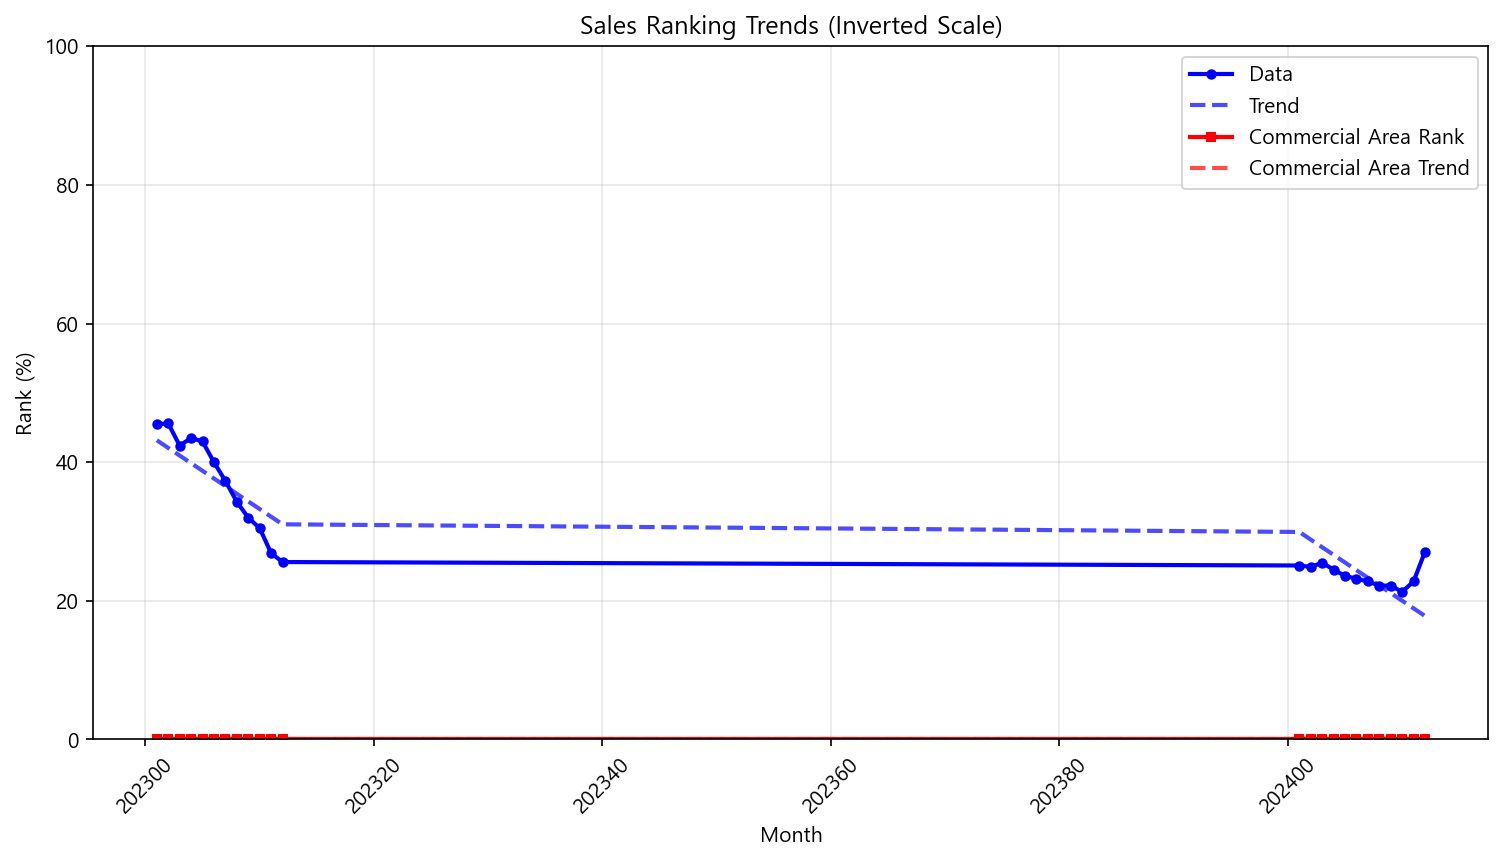 Sales Ranking Trends (Inverted Scale)
100
80
60
40
20
0
Rank (%)
Data
Trend
Commercial Area Rank
Commercial Area Trend
202300
202320
202340
202360
202380
202400
Month